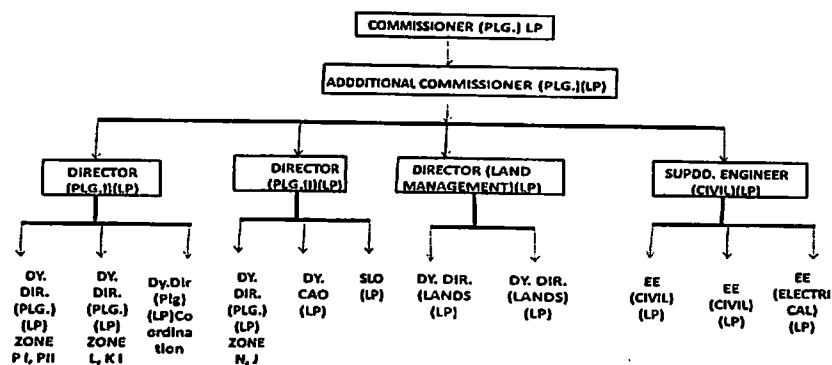 COMMISSIONER (PLG.) LP
ADDDITIONAL COMMISSIONER (PLG.)(LP)
DIRECTOR
(PLG.I)(LP)
DIRECTOR
(PLG.II)(LP)
DIRECTOR (LAND
MANAGEMENT)(LP)
SUPDD. ENGINEER
(CIVIL)(LP)
DY.
DIR.
(PLG.)
(LP)
ZONE
P I, PII
DY.
DIR.
(PLG.)
(LP)
ZONE
L, K I
Dy.Dir
(Plg)
(LP)Co
ordina
tion
DY.
DIR.
(PLG.)
(LP)
ZONE
N, J
DY.
CAO
(LP)
SLO
(LP)
DY. DIR.
(LANDS
(LP)
DY. DIR.
(LANDS)
(LP)
EE
(CIVIL)
(LP)
EE
(CIVIL)
(LP)
EE
(ELECTRI
CAL)
(LP)